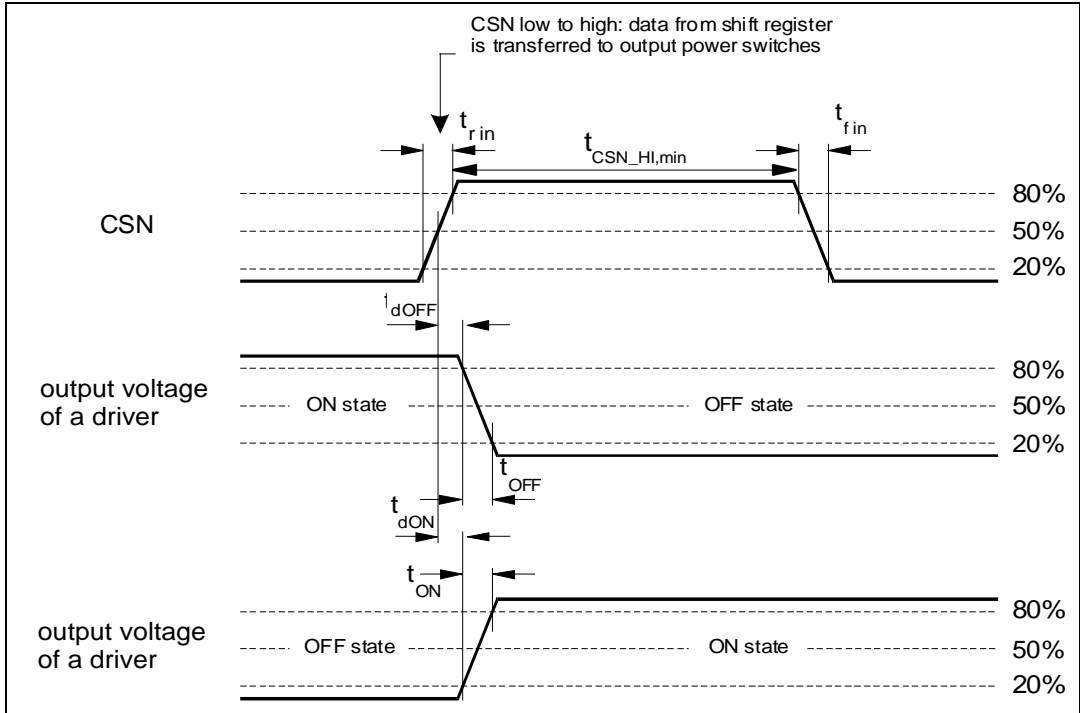 CSN low to high: data from shift register
is transferred to output power switches
t r in
t CSN_HI,min
t f in
CSN
80%
50%
20%
t dOFF
output voltage
of a driver
ON state
OFF state
80%
50%
20%
t OFF
t dON
t ON
output voltage
of a driver
OFF state
ON state
80%
50%
20%